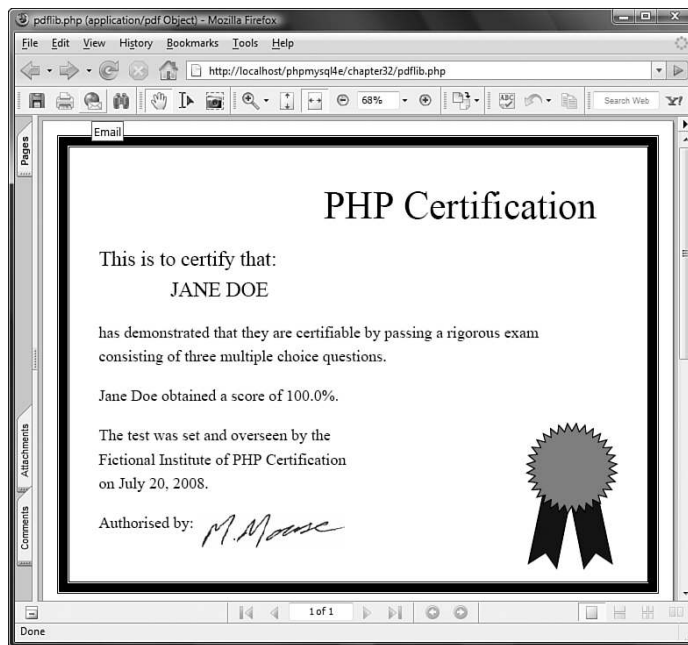 pdflib.php (application/pdf Object) - Mozilla Firefox
File Edit View History Bookmarks Tools Help
http://localhost/phpmysql4e/chapter32/pdflib.php
68%
ABC
Search Web
Y!
Email
Pages
PHP Certification
This is to certify that:
JANE DOE
has demonstrated that they are certifiable by passing a rigorous exam
consisting of three multiple choice questions.
Jane Doe obtained a score of 100.0%.
The test was set and overseen by the
Fictional Institute of PHP Certification
on July 20, 2008.
Authorised by: M. Mouse
Attachments
Comments
1 of 1
Done